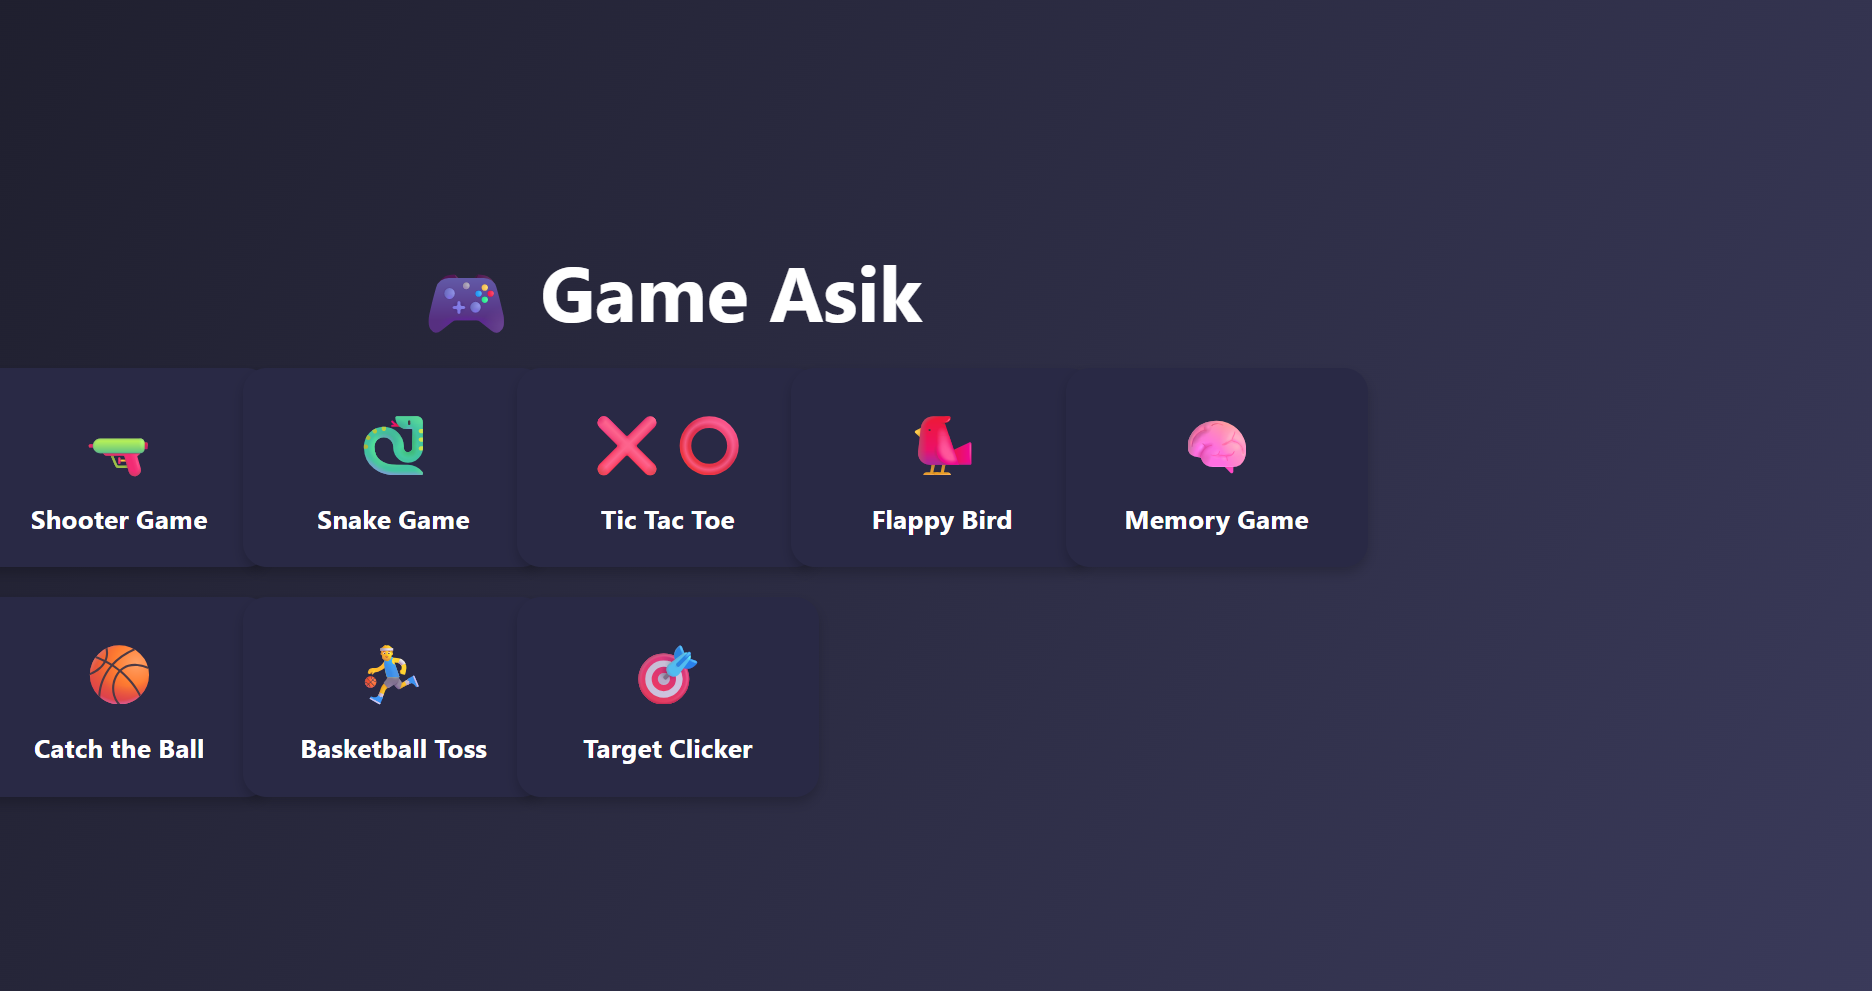 Game Asik
Shooter Game
Snake Game
Tic Tac Toe
Flappy Bird
Memory Game
Catch the Ball
Basketball Toss
Target Clicker